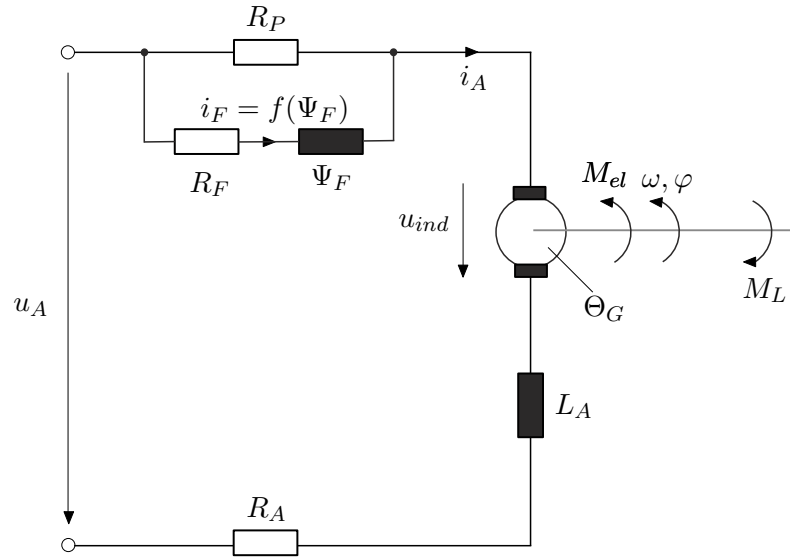 R_P
i_A
i_F = f(Ψ_F)
R_F
Ψ_F
M_el ω, φ
u_ind
M_L
u_A
Θ_G
L_A
R_A